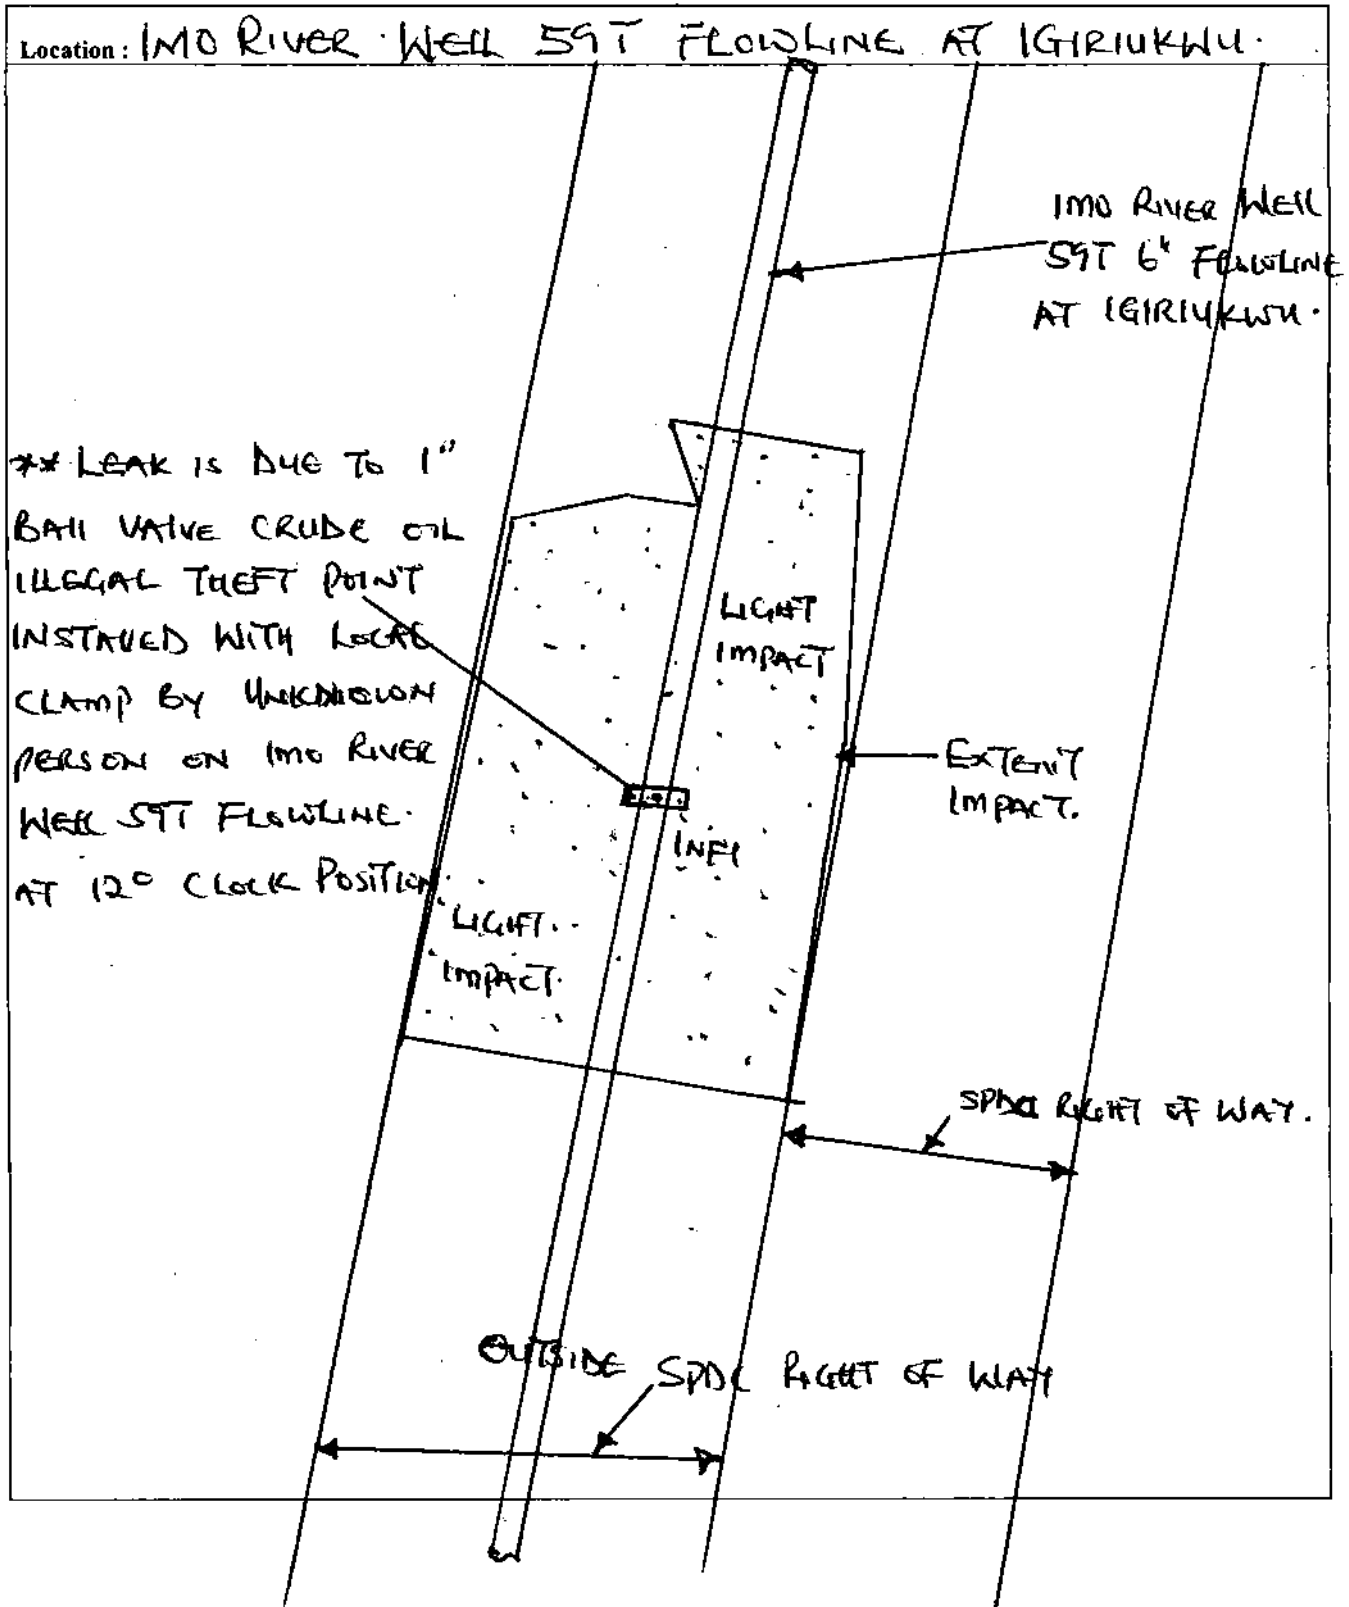 Location : IMO RIVER WELL 59T FLOWLINE AT IGIRIUKWU.
IMO RIVER WELL
59T 6" FLOWLINE
AT IGIRIUKWU.
** LEAK IS DUE TO 1"
BALL VALVE CRUDE OIL
ILLEGAL THEFT POINT
INSTALLED WITH LOCAL
CLAMP BY UNKNOWN
PERSON ON IMO RIVER
WELL 59T FLOWLINE.
AT 12O CLOCK POSITION
LIGHT
IMPACT
EXTENT
IMPACT.
LIGHT.
IMPACT.
SPDC RIGHT OF WAY.
OUTSIDE SPDC RIGHT OF WAY